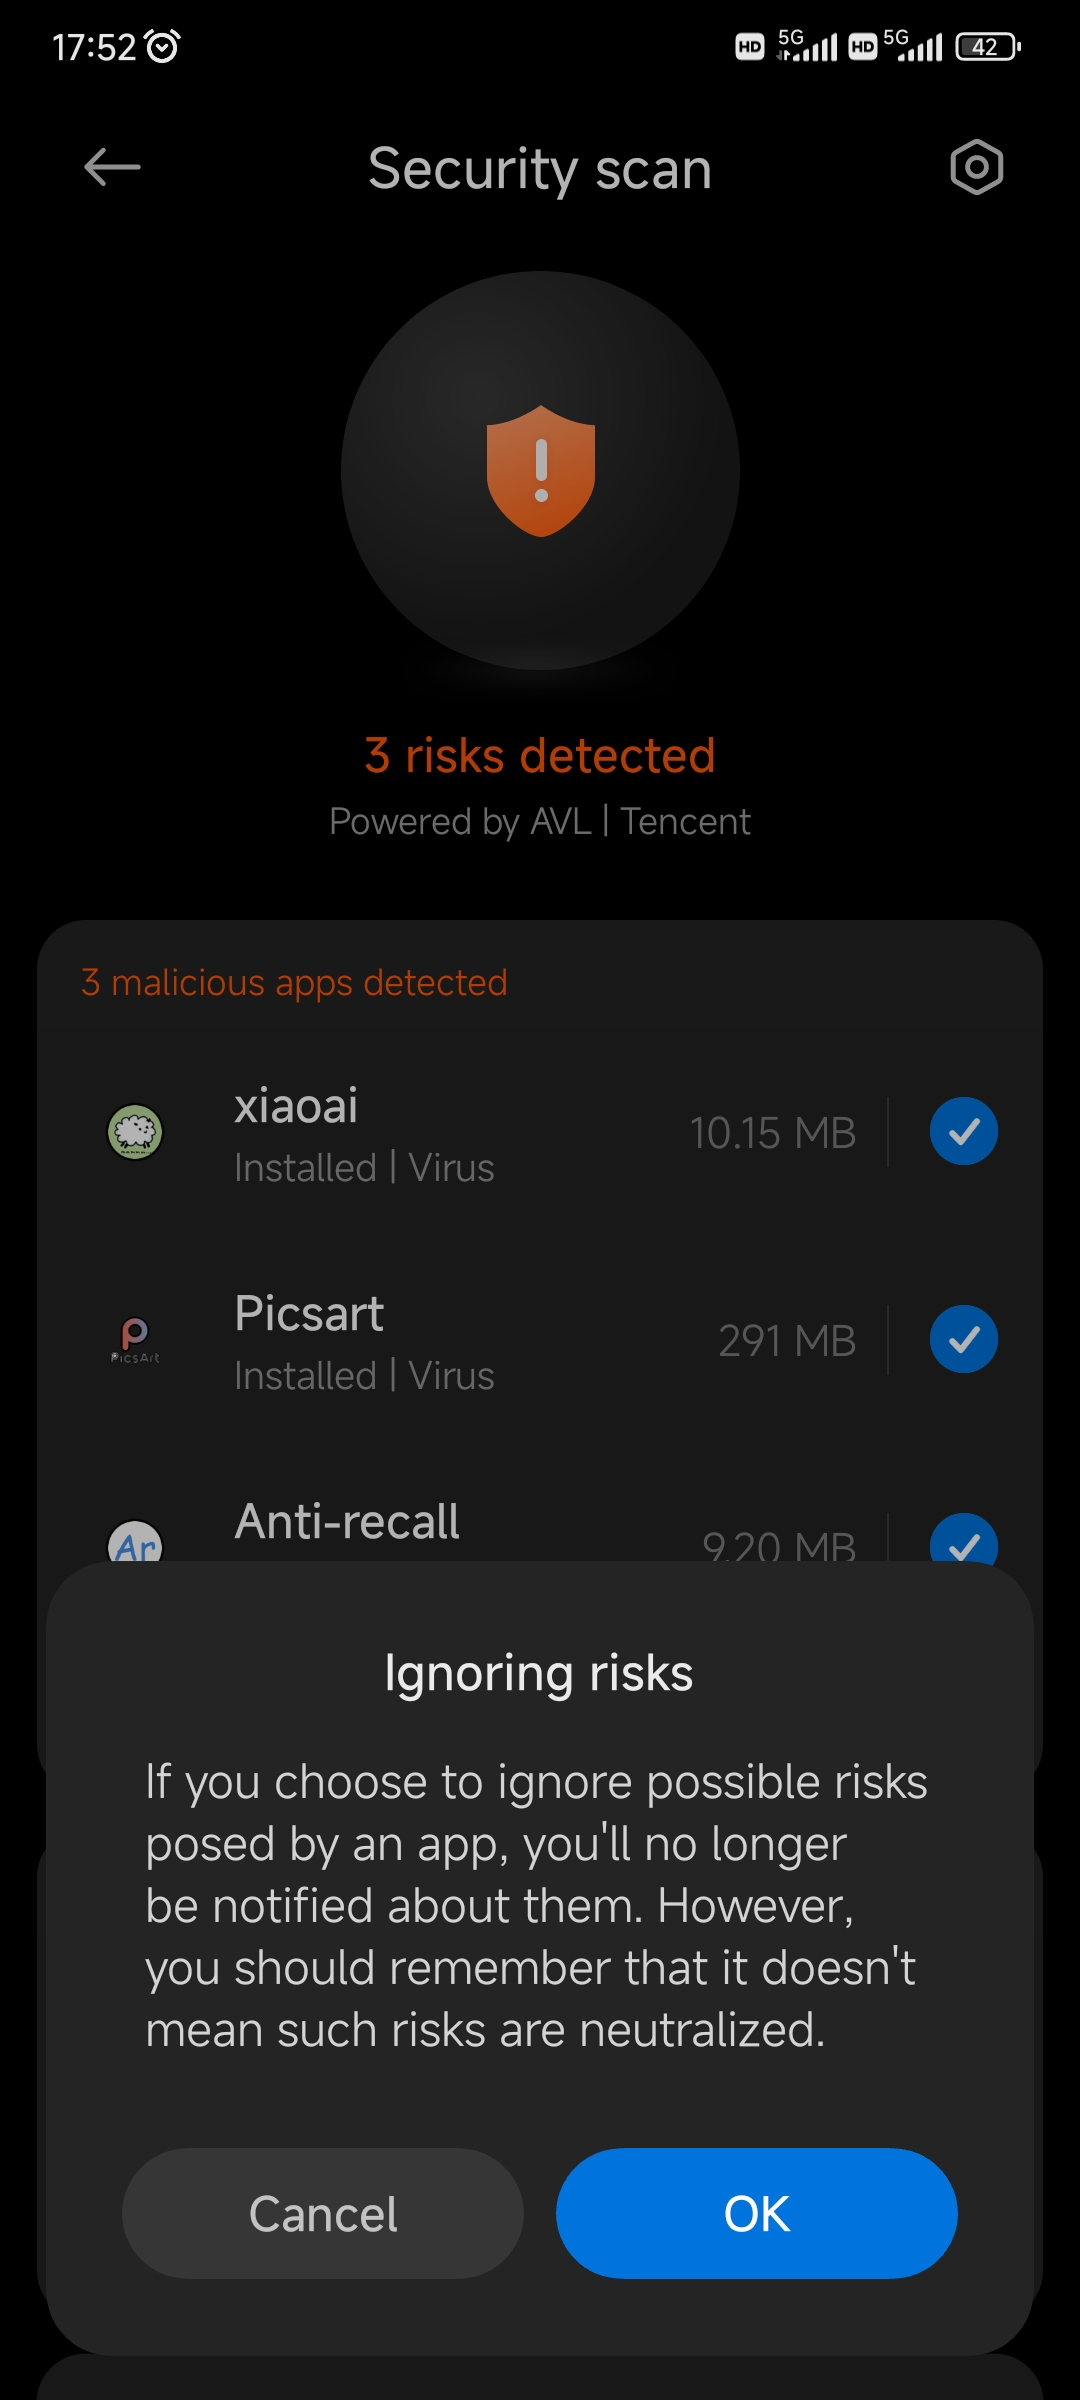 17:52 HD 5G HD 5G 42
Security scan
3 risks detected
Powered by AVL | Tencent
3 malicious apps detected
xiaoai
10.15 MB
Installed | Virus
Picsart
PicsArt
291 MB
Installed | Virus
Anti-recall
Ar
9.20 MB
Ignoring risks
If you choose to ignore possible risks
posed by an app, you'll no longer
be notified about them. However,
you should remember that it doesn't
mean such risks are neutralized.
Cancel
OK